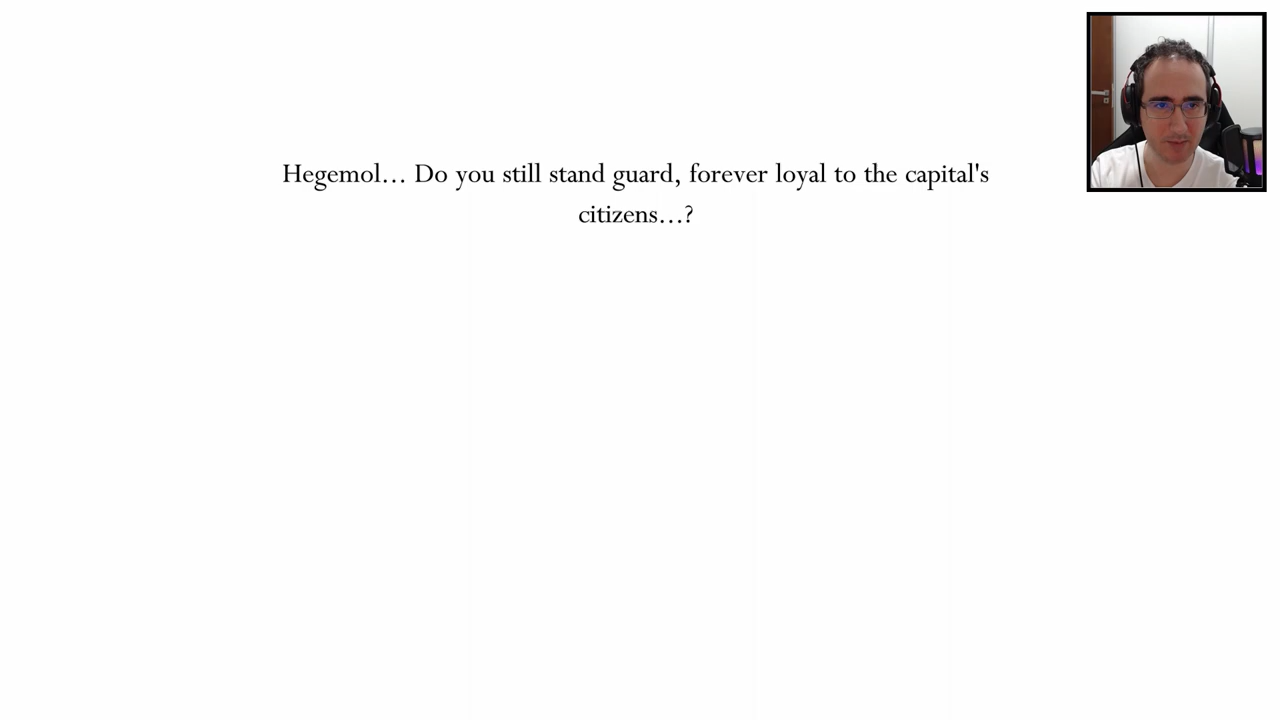 Hegemol… Do you still stand guard, forever loyal to the capital's
citizens…?